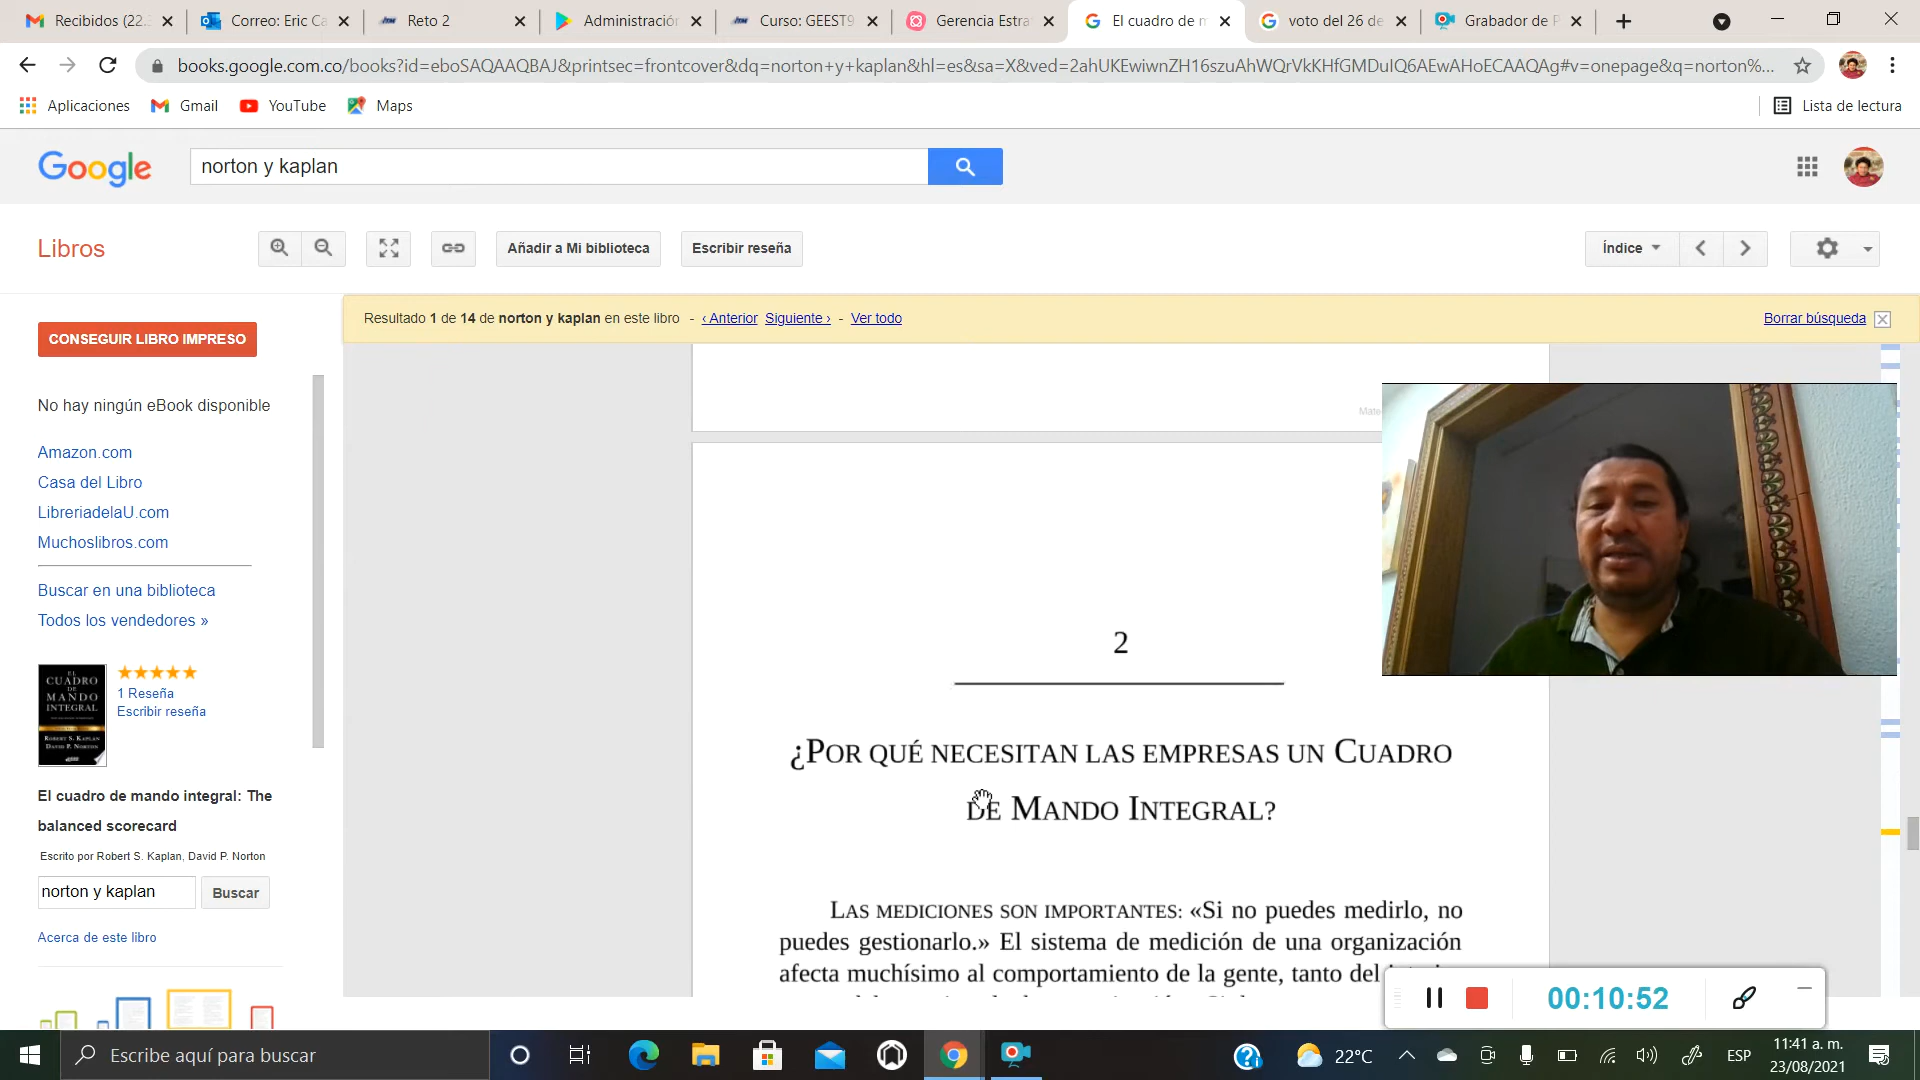 Recibidos (22.
Correo: Eric Ca
Reto 2
Administración
Curso: GEEST9
Gerencia Estra
El cuadro de m
voto del 26 de
Grabador de P
books.google.com.co/books?id=eboSAQAAQBAJ&printsec=frontcover&dq=norton+y+kaplan&hl=es&sa=X&ved=2ahUKEwiwnZH16szuAhWQrVkKHfGMDuIQ6AEwAHoECAAQAg#v=onepage&q=norton%...
Aplicaciones
Gmail
YouTube
Maps
Lista de lectura
Google
norton y kaplan
Libros
Añadir a Mi biblioteca
Escribir reseña
Índice
Resultado 1 de 14 de norton y kaplan en este libro - ‹ Anterior Siguiente › - Ver todo
Borrar búsqueda
CONSEGUIR LIBRO IMPRESO
No hay ningún eBook disponible
Amazon.com
Casa del Libro
LibreriadelaU.com
Muchoslibros.com
Buscar en una biblioteca
Todos los vendedores »
EL
CUADRO
DE
MANDO
INTEGRAL
ROBERT S. KAPLAN
DAVID P. NORTON
1 Reseña
Escribir reseña
El cuadro de mando integral: The
balanced scorecard
Escrito por Robert S. Kaplan, David P. Norton
norton y kaplan
Buscar
Acerca de este libro
Mate
2
¿POR QUÉ NECESITAN LAS EMPRESAS UN CUADRO
DE MANDO INTEGRAL?
LAS MEDICIONES SON IMPORTANTES: «Si no puedes medirlo, no
puedes gestionarlo.» El sistema de medición de una organización
afecta muchísimo al comportamiento de la gente, tanto del
00:10:52
Escribe aquí para buscar
22°C
ESP
11:41 a. m.
23/08/2021